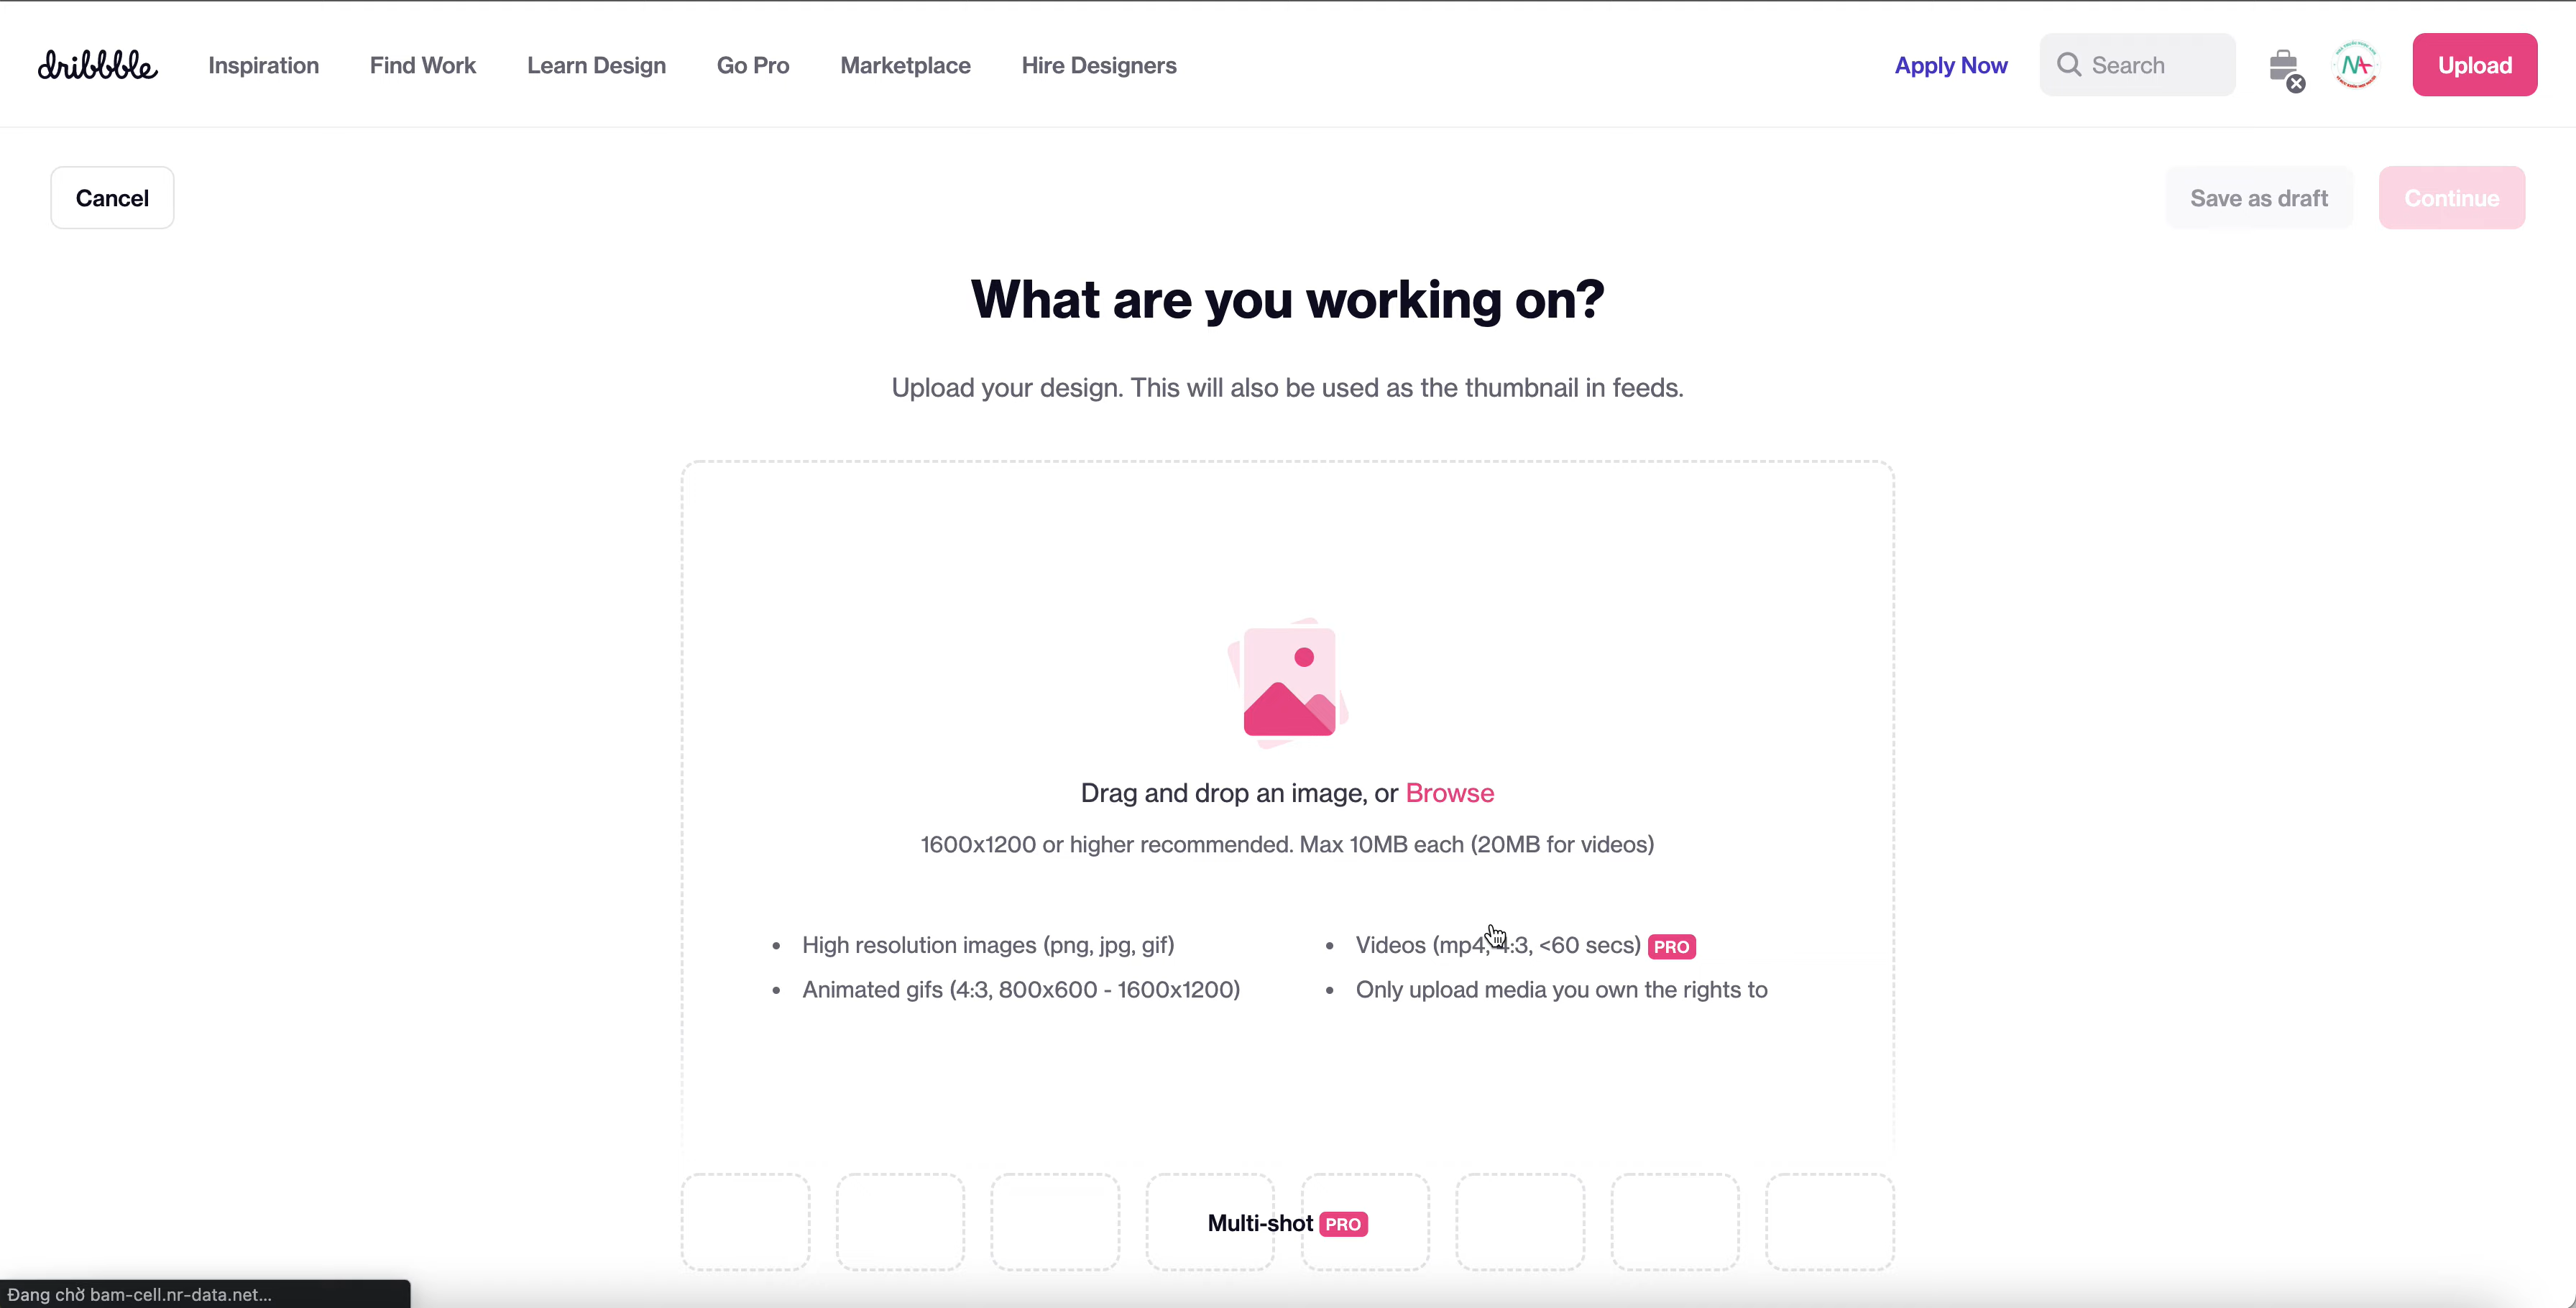 dribbble Inspiration Find Work Learn Design Go Pro Marketplace Hire Designers Apply Now Search Upload
Cancel Save as draft Continue
What are you working on?
Upload your design. This will also be used as the thumbnail in feeds.
Drag and drop an image, or Browse
1600x1200 or higher recommended. Max 10MB each (20MB for videos)
• High resolution images (png, jpg, gif)
• Animated gifs (4:3, 800x600 - 1600x1200)
• Videos (mp4, 4:3, <60 secs) PRO
• Only upload media you own the rights to
Multi-shot PRO
Đang chờ bam-cell.nr-data.net...